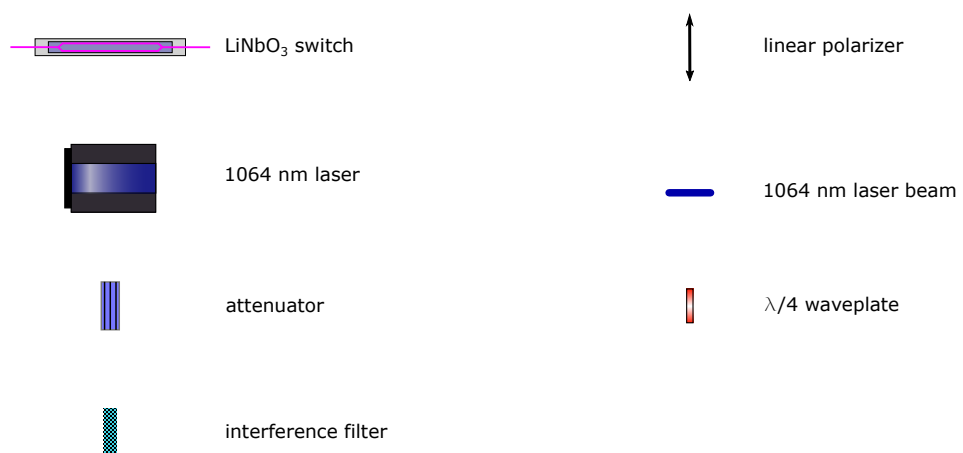 LiNbO₃ switch
linear polarizer
1064 nm laser
1064 nm laser beam
attenuator
λ/4 waveplate
interference filter